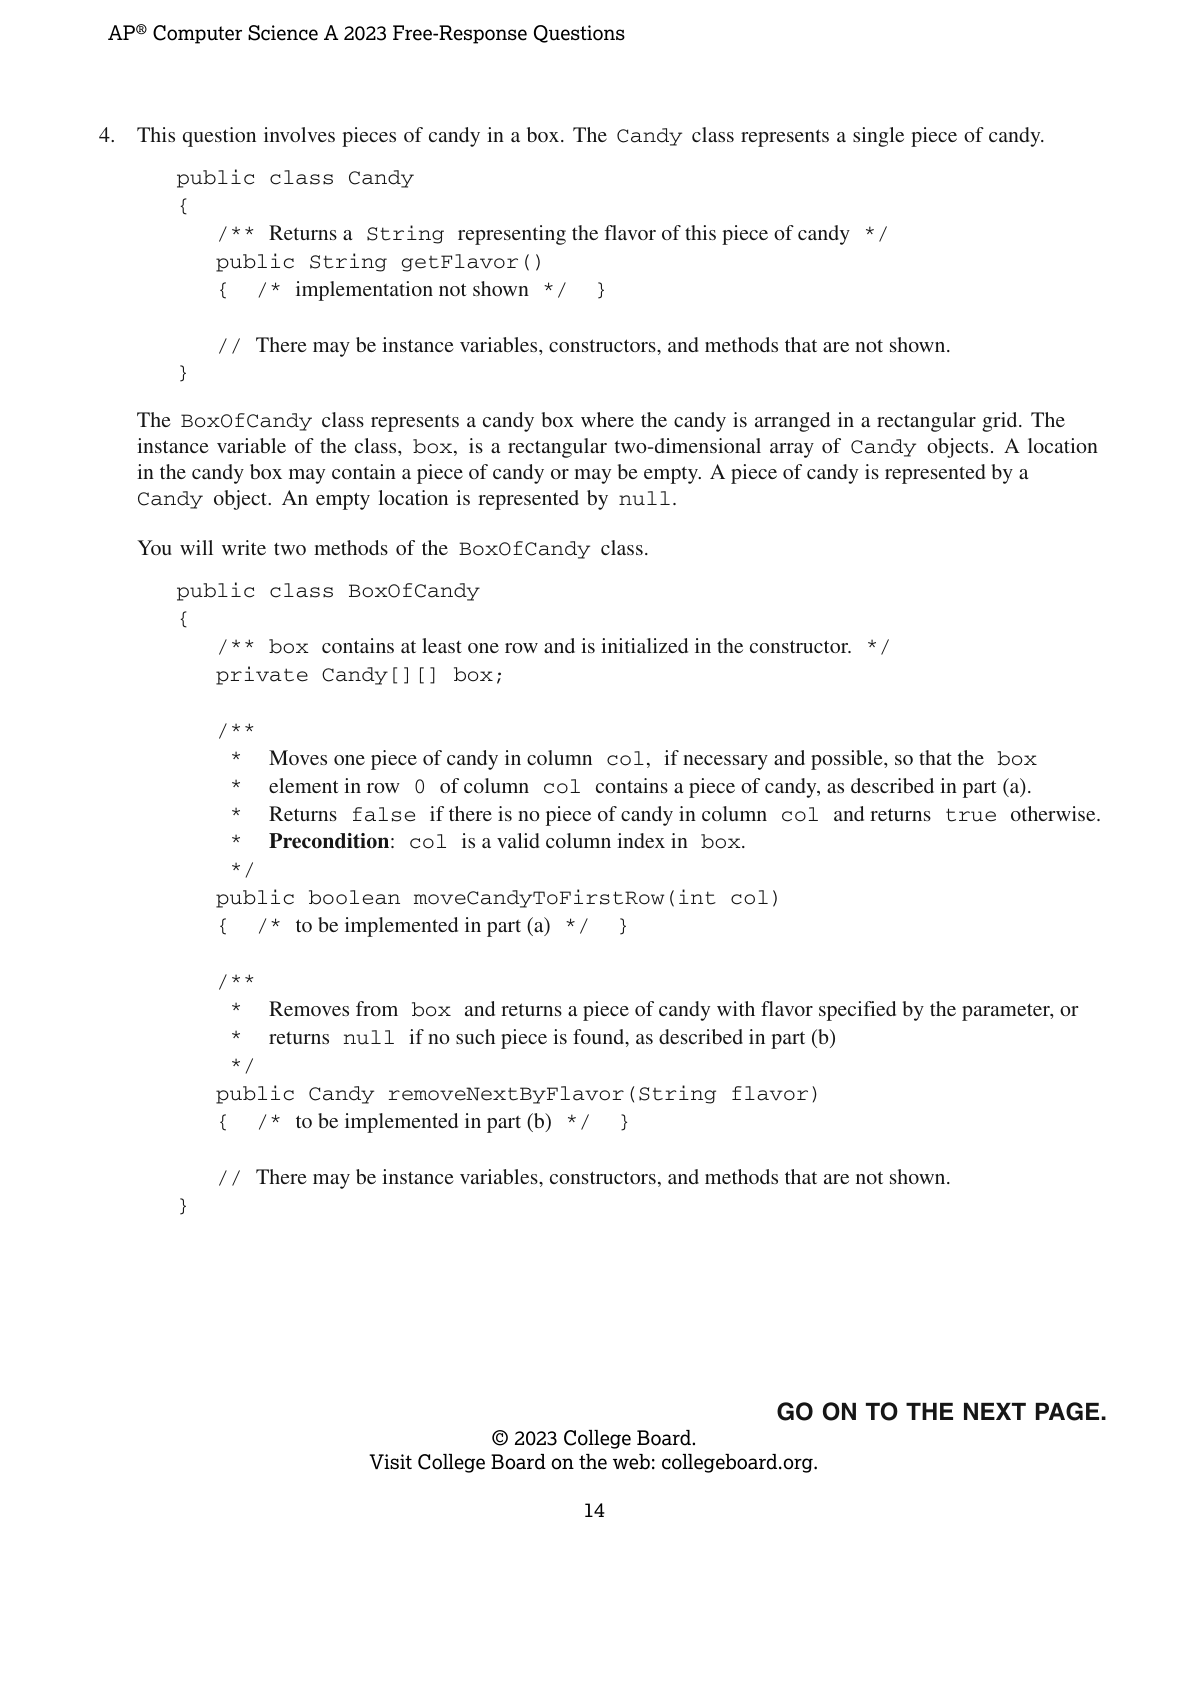 AP® Computer Science A 2023 Free-Response Questions
4. This question involves pieces of candy in a box. The Candy class represents a single piece of candy.
public class Candy
{
/** Returns a String representing the flavor of this piece of candy */
public String getFlavor()
{ /* implementation not shown */ }
// There may be instance variables, constructors, and methods that are not shown.
}
The BoxOfCandy class represents a candy box where the candy is arranged in a rectangular grid. The
instance variable of the class, box, is a rectangular two-dimensional array of Candy objects. A location
in the candy box may contain a piece of candy or may be empty. A piece of candy is represented by a
Candy object. An empty location is represented by null.
You will write two methods of the BoxOfCandy class.
public class BoxOfCandy
{
/** box contains at least one row and is initialized in the constructor. */
private Candy[][] box;
/**
* Moves one piece of candy in column col, if necessary and possible, so that the box
* element in row 0 of column col contains a piece of candy, as described in part (a).
* Returns false if there is no piece of candy in column col and returns true otherwise.
* Precondition: col is a valid column index in box.
*/
public boolean moveCandyToFirstRow(int col)
{ /* to be implemented in part (a) */ }
/**
* Removes from box and returns a piece of candy with flavor specified by the parameter, or
* returns null if no such piece is found, as described in part (b)
*/
public Candy removeNextByFlavor(String flavor)
{ /* to be implemented in part (b) */ }
// There may be instance variables, constructors, and methods that are not shown.
}
GO ON TO THE NEXT PAGE.
© 2023 College Board.
Visit College Board on the web: collegeboard.org.
14